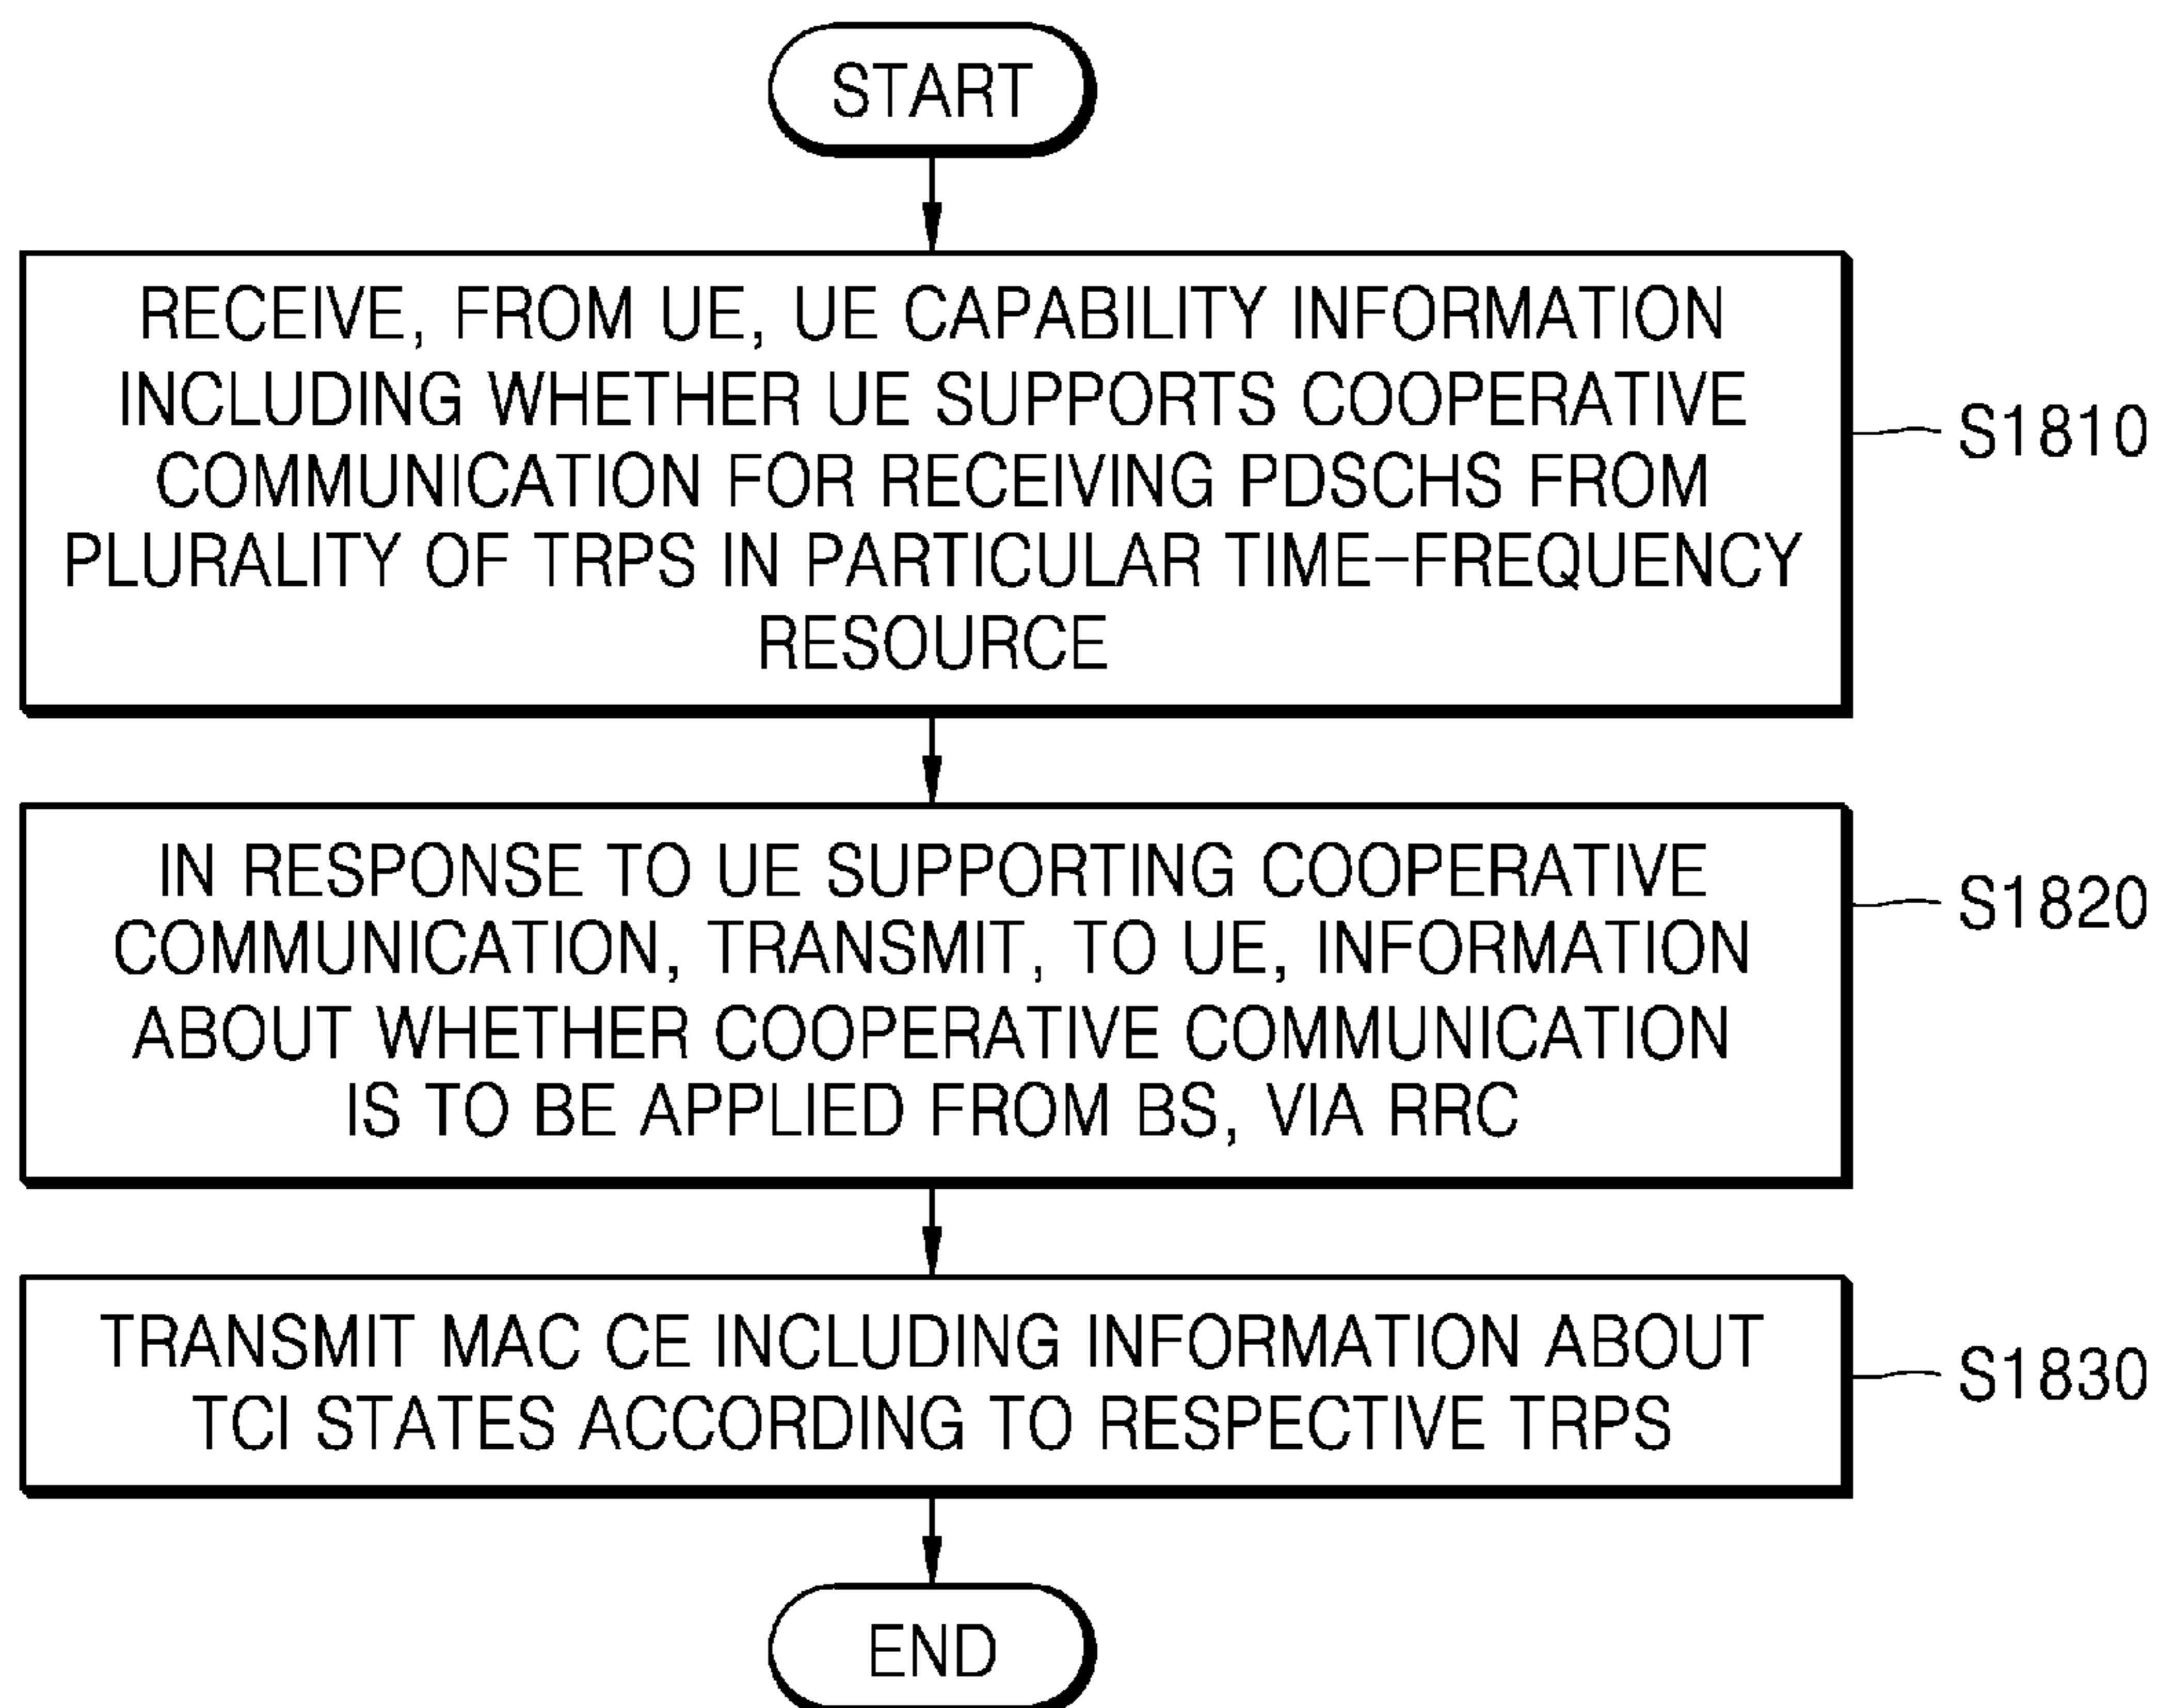 START
RECEIVE, FROM UE, UE CAPABILITY INFORMATION
INCLUDING WHETHER UE SUPPORTS COOPERATIVE
COMMUNICATION FOR RECEIVING PDSCHS FROM
PLURALITY OF TRPS IN PARTICULAR TIME-FREQUENCY
RESOURCE
S1810
IN RESPONSE TO UE SUPPORTING COOPERATIVE
COMMUNICATION, TRANSMIT, TO UE, INFORMATION
ABOUT WHETHER COOPERATIVE COMMUNICATION
IS TO BE APPLIED FROM BS, VIA RRC
S1820
TRANSMIT MAC CE INCLUDING INFORMATION ABOUT
TCI STATES ACCORDING TO RESPECTIVE TRPS
S1830
END